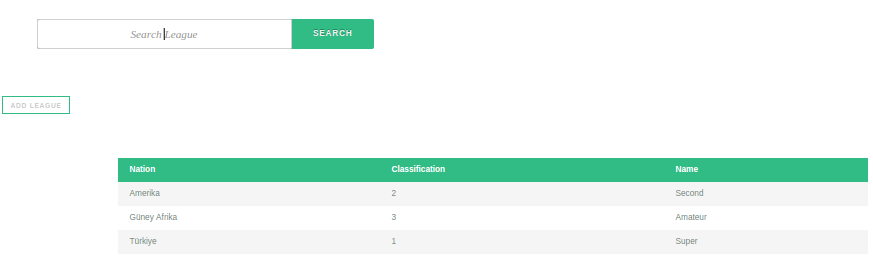 Search League
SEARCH
ADD LEAGUE
Nation Classification Name
Amerika 2 Second
Güney Afrika 3 Amateur
Türkiye 1 Super